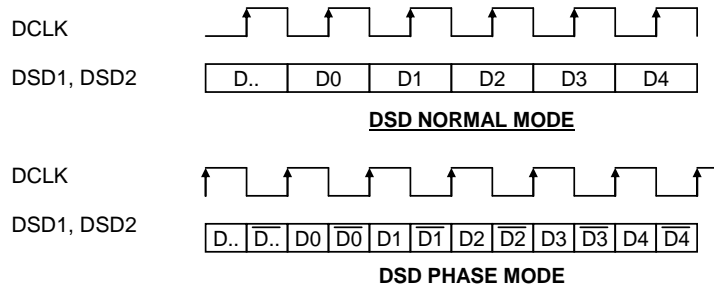 DCLK
DSD1, DSD2 D.. D0 D1 D2 D3 D4
DSD NORMAL MODE
DCLK
DSD1, DSD2 D.. D̅.̅.̅ D0 D̅0̅ D1 D̅1̅ D2 D̅2̅ D3 D̅3̅ D4 D̅4̅
DSD PHASE MODE